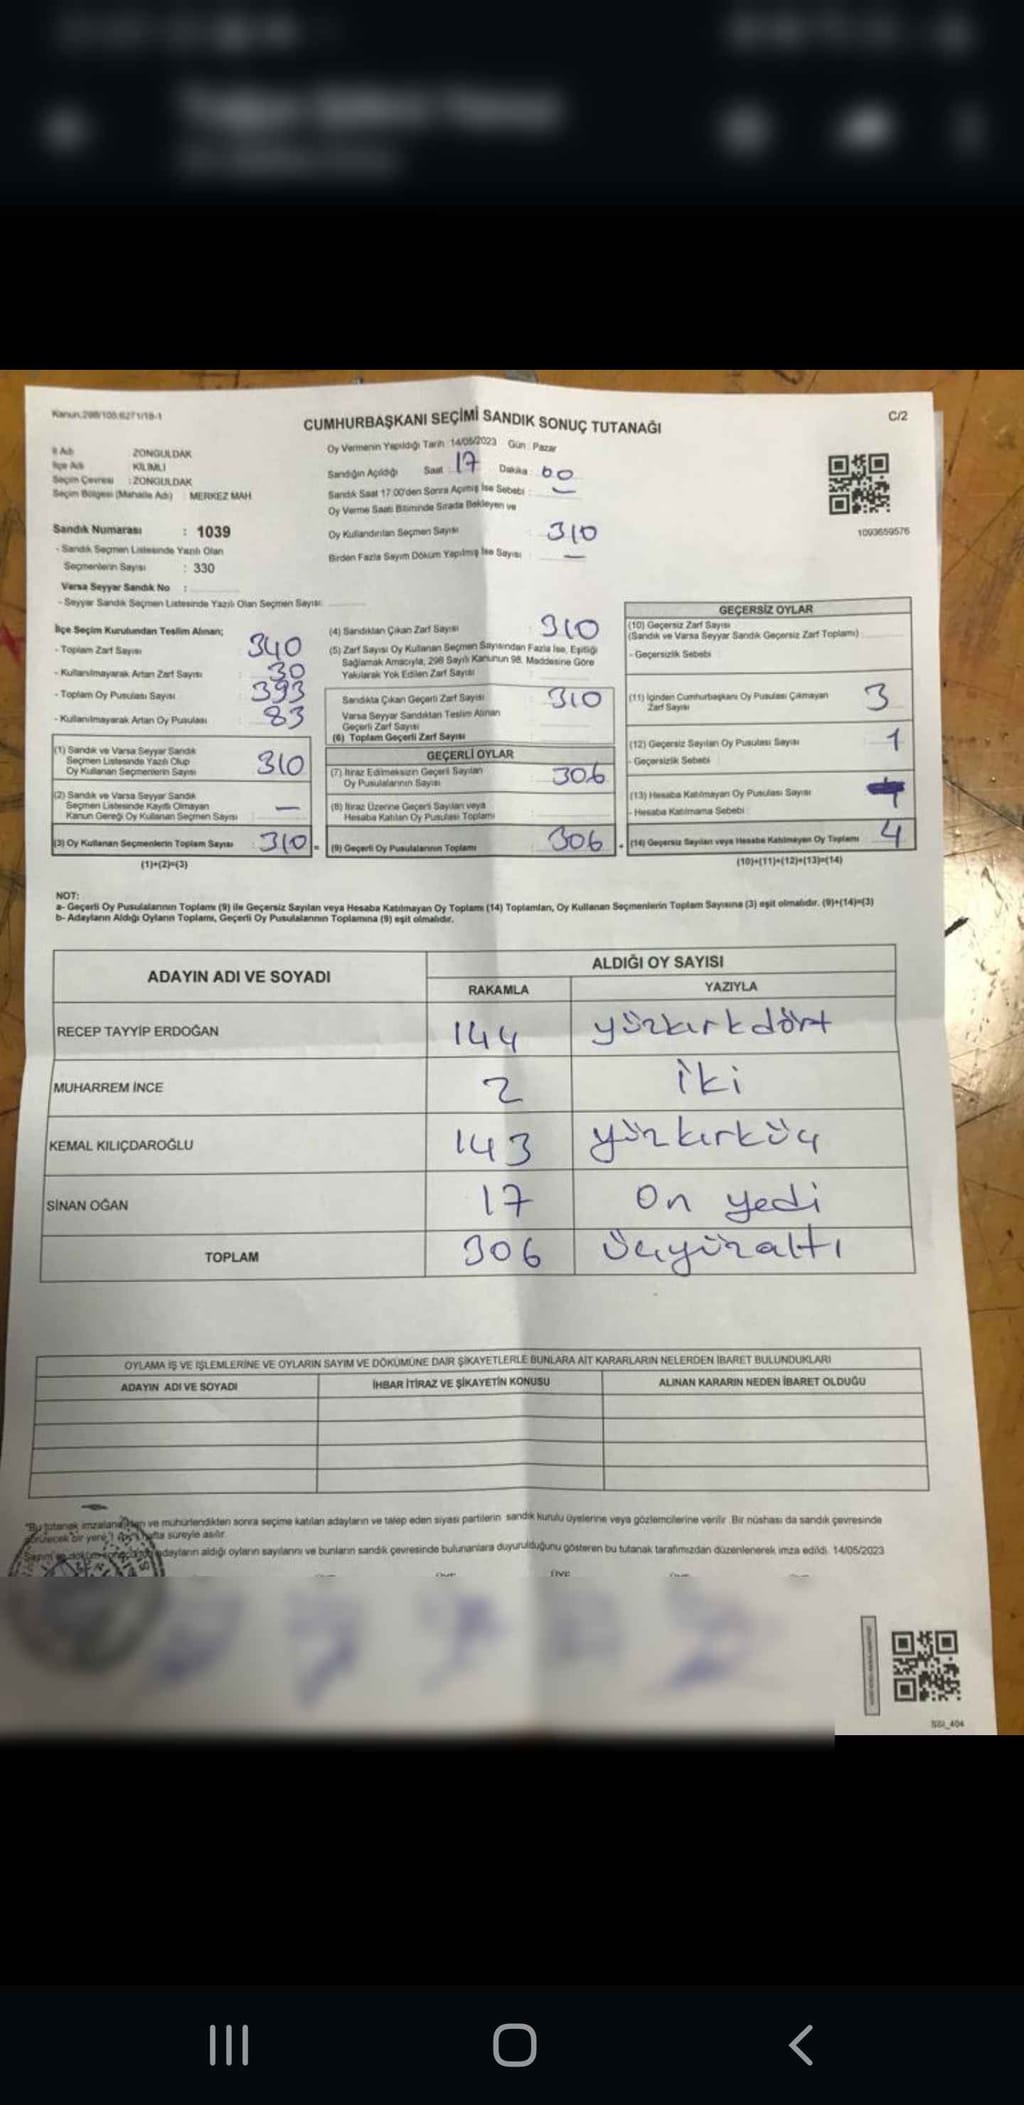 Kanun.298/105.6271/18-1
C/2
CUMHURBAŞKANI SEÇİMİ SANDIK SONUÇ TUTANAĞI
İl Adı ZONGULDAK
İlçe Adı KİLİMLİ
Seçim Çevresi : ZONGULDAK
Seçim Bölgesi (Mahalle Adı) : MERKEZ MAH
Sandık Numarası : 1039
- Sandık Seçmen Listesinde Yazılı Olan
Seçmenlerin Sayısı : 330
Varsa Seyyar Sandık No :
- Seyyar Sandık Seçmen Listesinde Yazılı Olan Seçmen Sayısı:
Oy Vermenin Yapıldığı Tarih : 14/05/2023 Gün : Pazar
Sandığın Açıldığı Saat : 17 Dakika : 00
Sandık Saat 17:00'den Sonra Açımış İse Sebebi : —
Oy Verme Saati Bitiminde Sırada Bekleyen ve
Oy Kullandırılan Seçmen Sayısı 310
Birden Fazla Sayım Döküm Yapılmış İse Sayısı —
1093659576
İlçe Seçim Kurulundan Teslim Alınan;
- Toplam Zarf Sayısı 340
- Kullanılmayarak Artan Zarf Sayısı 30
- Toplam Oy Pusulası Sayısı 393
- Kullanılmayarak Artan Oy Pusulası 83
(1) Sandık ve Varsa Seyyar Sandık
Seçmen Listesinde Yazılı Olup
Oy Kullanan Seçmenlerin Sayısı 310
(2) Sandık ve Varsa Seyyar Sandık
Seçmen Listesinde Kayıtlı Olmayan
Kanun Gereği Oy Kullanan Seçmen Sayısı —
(3) Oy Kullanan Seçmenlerin Toplam Sayısı : 310 =
(1)+(2)=(3)
(4) Sandıktan Çıkan Zarf Sayısı 310
(5) Zarf Sayısı Oy Kullanan Seçmen Sayısından Fazla İse, Eşitliği
Sağlamak Amacıyla, 298 Sayılı Kanunun 98. Maddesine Göre
Yakılarak Yok Edilen Zarf Sayısı
Sandıkta Çıkan Geçerli Zarf Sayısı 310
Varsa Seyyar Sandıktan Teslim Alınan
Geçerli Zarf Sayısı
(6) Toplam Geçerli Zarf Sayısı
GEÇERLİ OYLAR
(7) İtiraz Edilmeksizin Geçerli Sayılan
Oy Pusulalarının Sayısı 306
(8) İtiraz Üzerine Geçerli Sayılan veya
Hesaba Katılan Oy Pusulası Toplamı
(9) Geçerli Oy Pusulalarının Toplamı 306 +
GEÇERSİZ OYLAR
(10) Geçersiz Zarf Sayısı
(Sandık ve Varsa Seyyar Sandık Geçersiz Zarf Toplamı)
- Geçersizlik Sebebi :
(11) İçinden Cumhurbaşkanı Oy Pusulası Çıkmayan
Zarf Sayısı 3
(12) Geçersiz Sayılan Oy Pusulası Sayısı 1
- Geçersizlik Sebebi :
(13) Hesaba Katılmayan Oy Pusulası Sayısı
- Hesaba Katılmama Sebebi :
(14) Geçersiz Sayılan veya Hesaba Katılmayan Oy Toplamı 4
(10)+(11)+(12)+(13)=(14)
NOT:
a- Geçerli Oy Pusulalarının Toplamı (9) ile Geçersiz Sayılan veya Hesaba Katılmayan Oy Toplamı (14) Toplamları, Oy Kullanan Seçmenlerin Toplam Sayısına (3) eşit olmalıdır. (9)+(14)=(3)
b- Adayların Aldığı Oyların Toplamı, Geçerli Oy Pusulalarının Toplamına (9) eşit olmalıdır.
ADAYIN ADI VE SOYADI ALDIĞI OY SAYISI
RAKAMLA YAZIYLA
RECEP TAYYİP ERDOĞAN 144 yüzkırkdört
MUHARREM İNCE 2 iki
KEMAL KILIÇDAROĞLU 143 yüzkırküç
SİNAN OĞAN 17 On yedi
TOPLAM 306 üçyüzaltı
OYLAMA İŞ VE İŞLEMLERİNE VE OYLARIN SAYIM VE DÖKÜMÜNE DAİR ŞİKAYETLERLE BUNLARA AİT KARARLARIN NELERDEN İBARET BULUNDUKLARI
ADAYIN ADI VE SOYADI İHBAR İTİRAZ VE ŞİKAYETİN KONUSU ALINAN KARARIN NEDEN İBARET OLDUĞU
ve mühürlendikten sonra seçime katılan adayların ve talep eden siyasi partilerin sandık kurulu üyelerine veya gözlemcilerine verilir. Bir nüshası da sandık çevresinde
hafta süreyle asılır.
adayların aldığı oyların sayılarını ve bunların sandık çevresinde bulunanlara duyurulduğunu gösteren bu tutanak tarafımızdan düzenlenerek imza edildi. 14/05/2023
SSI_404